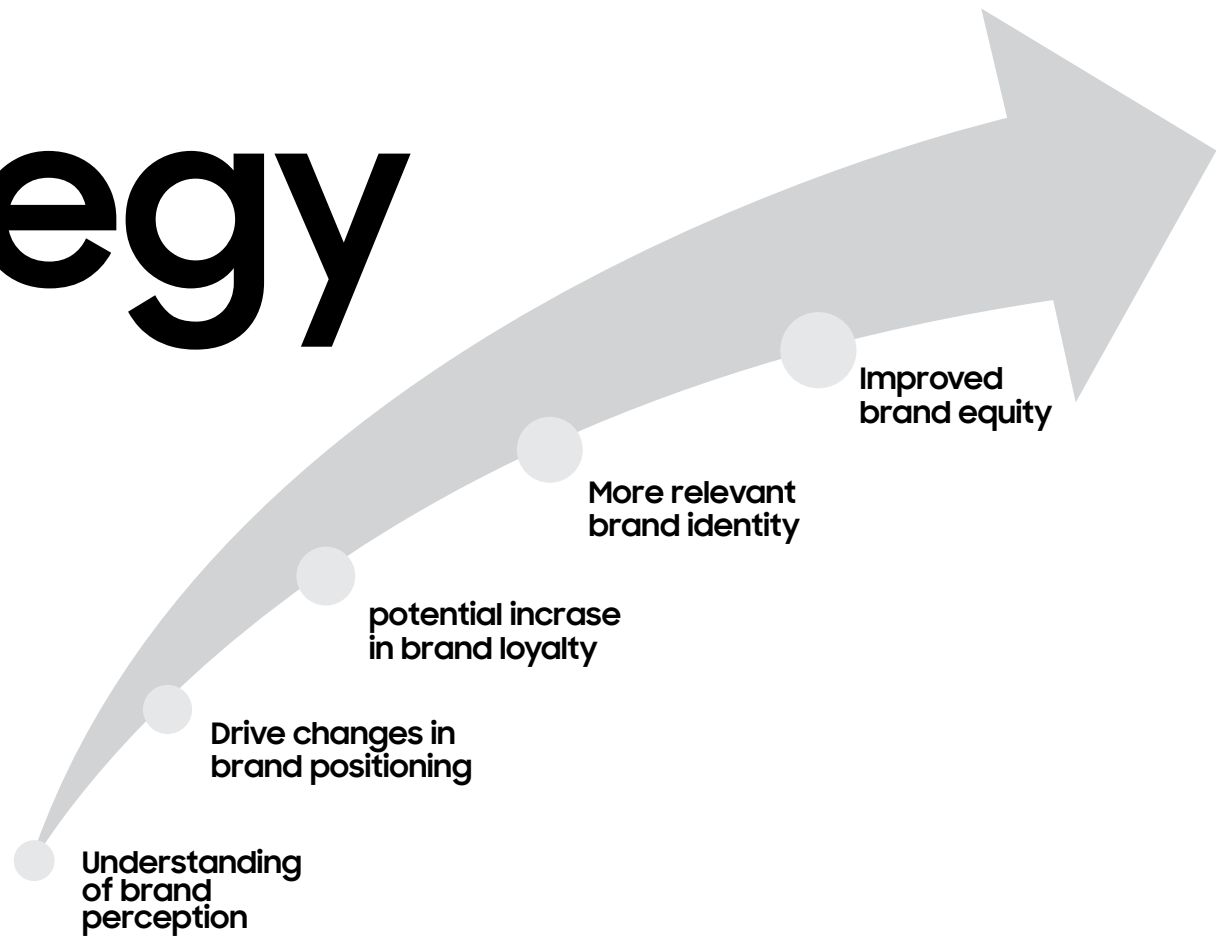 egy
Improved
brand equity
More relevant
brand identity
potential incrase
in brand loyalty
Drive changes in
brand positioning
Understanding
of brand
perception